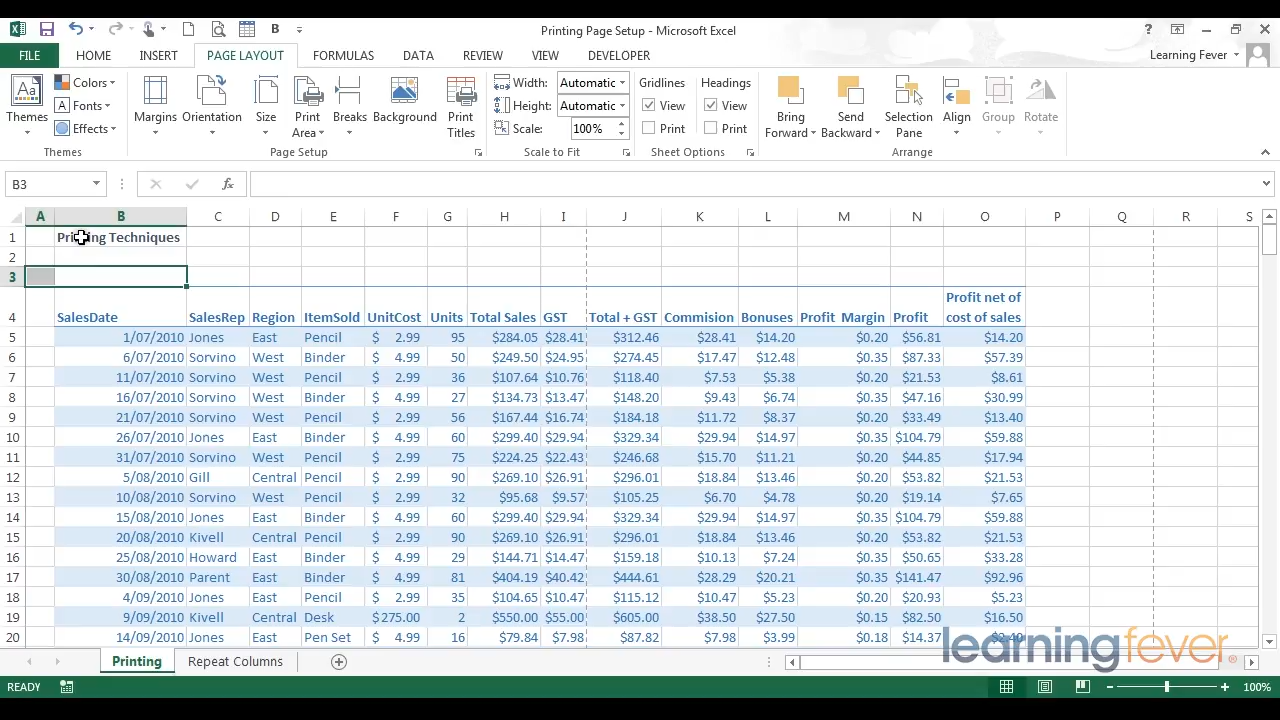 Printing Page Setup - Microsoft Excel
FILE HOME INSERT PAGE LAYOUT FORMULAS DATA REVIEW VIEW DEVELOPER Learning Fever
Themes Colors Fonts Effects
Themes
Margins Orientation Size Print Area Breaks Background Print Titles
Page Setup
Width: Automatic
Height: Automatic
Scale: 100%
Scale to Fit
Gridlines Headings
View View
Print Print
Sheet Options
Bring Forward Send Backward Selection Pane Align Group Rotate
Arrange
B3
A B C D E F G H I J K L M N O P Q R S
1 Printing Techniques
2
3
4 SalesDate SalesRep Region ItemSold UnitCost Units Total Sales GST Total + GST Commision Bonuses Profit Margin Profit Profit net of cost of sales
5 1/07/2010 Jones East Pencil $ 2.99 95 $284.05 $28.41 $312.46 $28.41 $14.20 $0.20 $56.81 $14.20
6 6/07/2010 Sorvino West Binder $ 4.99 50 $249.50 $24.95 $274.45 $17.47 $12.48 $0.35 $87.33 $57.39
7 11/07/2010 Sorvino West Pencil $ 2.99 36 $107.64 $10.76 $118.40 $7.53 $5.38 $0.20 $21.53 $8.61
8 16/07/2010 Sorvino West Binder $ 4.99 27 $134.73 $13.47 $148.20 $9.43 $6.74 $0.35 $47.16 $30.99
9 21/07/2010 Sorvino West Pencil $ 2.99 56 $167.44 $16.74 $184.18 $11.72 $8.37 $0.20 $33.49 $13.40
10 26/07/2010 Jones East Binder $ 4.99 60 $299.40 $29.94 $329.34 $29.94 $14.97 $0.35 $104.79 $59.88
11 31/07/2010 Sorvino West Pencil $ 2.99 75 $224.25 $22.43 $246.68 $15.70 $11.21 $0.20 $44.85 $17.94
12 5/08/2010 Gill Central Pencil $ 2.99 90 $269.10 $26.91 $296.01 $18.84 $13.46 $0.20 $53.82 $21.53
13 10/08/2010 Sorvino West Pencil $ 2.99 32 $95.68 $9.57 $105.25 $6.70 $4.78 $0.20 $19.14 $7.65
14 15/08/2010 Jones East Binder $ 4.99 60 $299.40 $29.94 $329.34 $29.94 $14.97 $0.35 $104.79 $59.88
15 20/08/2010 Kivell Central Pencil $ 2.99 90 $269.10 $26.91 $296.01 $18.84 $13.46 $0.20 $53.82 $21.53
16 25/08/2010 Howard East Binder $ 4.99 29 $144.71 $14.47 $159.18 $10.13 $7.24 $0.35 $50.65 $33.28
17 30/08/2010 Parent East Binder $ 4.99 81 $404.19 $40.42 $444.61 $28.29 $20.21 $0.35 $141.47 $92.96
18 4/09/2010 Jones East Pencil $ 2.99 35 $104.65 $10.47 $115.12 $10.47 $5.23 $0.20 $20.93 $5.23
19 9/09/2010 Kivell Central Desk $275.00 2 $550.00 $55.00 $605.00 $38.50 $27.50 $0.15 $82.50 $16.50
20 14/09/2010 Jones East Pen Set $ 4.99 16 $79.84 $7.98 $87.82 $7.98 $3.99 $0.18 $14.37 $2.40
learningfever
Printing Repeat Columns
READY 100%